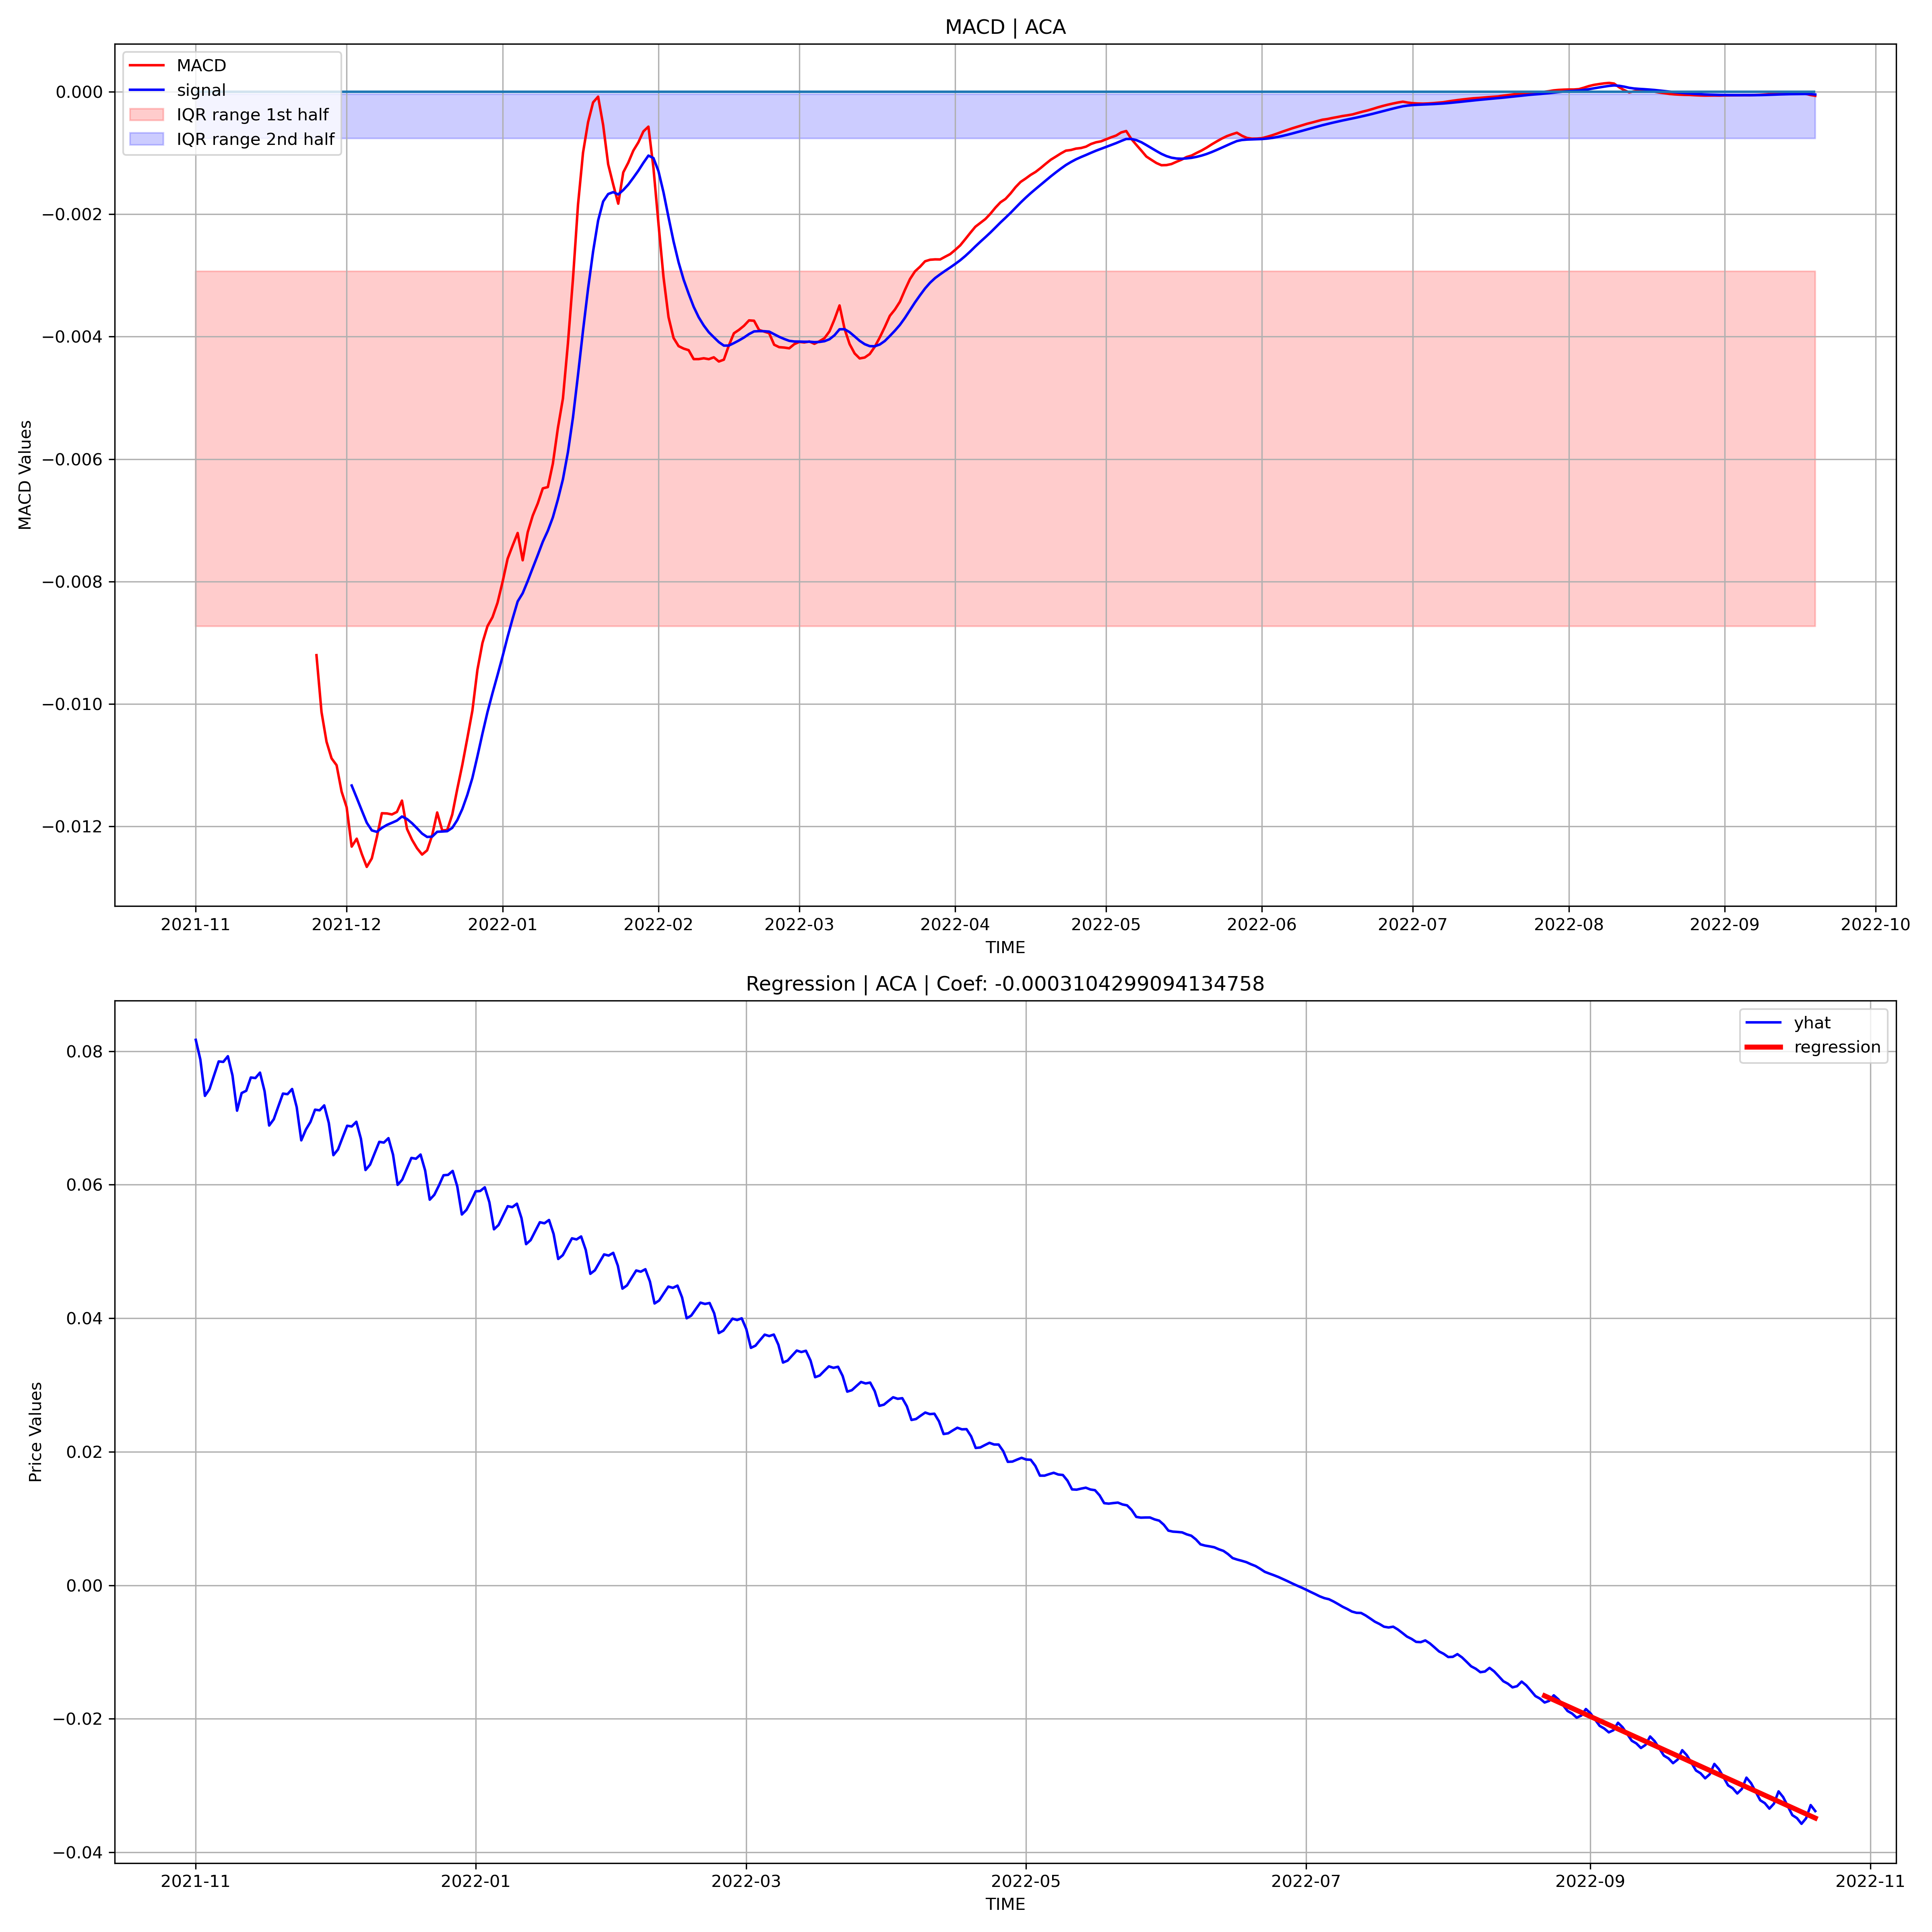 MACD | ACA
MACD
signal
IQR range 1st half
IQR range 2nd half
0.000
−0.002
−0.004
−0.006
−0.008
−0.010
−0.012
MACD Values
2021-11 2021-12 2022-01 2022-02 2022-03 2022-04 2022-05 2022-06 2022-07 2022-08 2022-09 2022-10
TIME
Regression | ACA | Coef: -0.0003104299094134758
yhat
regression
0.08
0.06
0.04
0.02
0.00
−0.02
−0.04
Price Values
2021-11 2022-01 2022-03 2022-05 2022-07 2022-09 2022-11
TIME